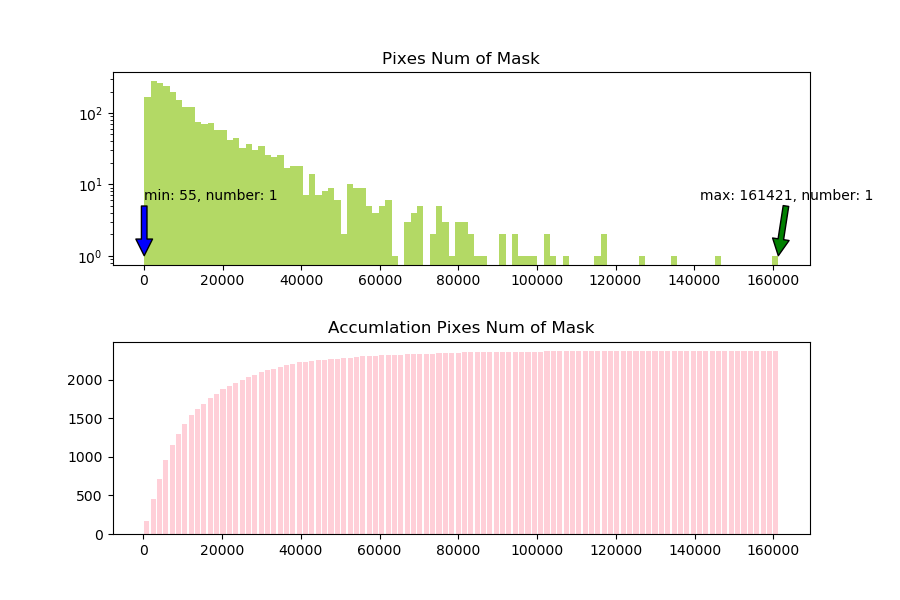 Pixes Num of Mask
10²
10¹
10⁰
min: 55, number: 1
max: 161421, number: 1
0 20000 40000 60000 80000 100000 120000 140000 160000
Accumlation Pixes Num of Mask
2000
1500
1000
500
0
0 20000 40000 60000 80000 100000 120000 140000 160000